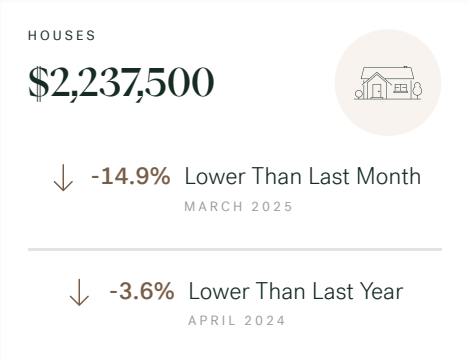 HOUSES
$2,237,500
-14.9% Lower Than Last Month
MARCH 2025
-3.6% Lower Than Last Year
APRIL 2024